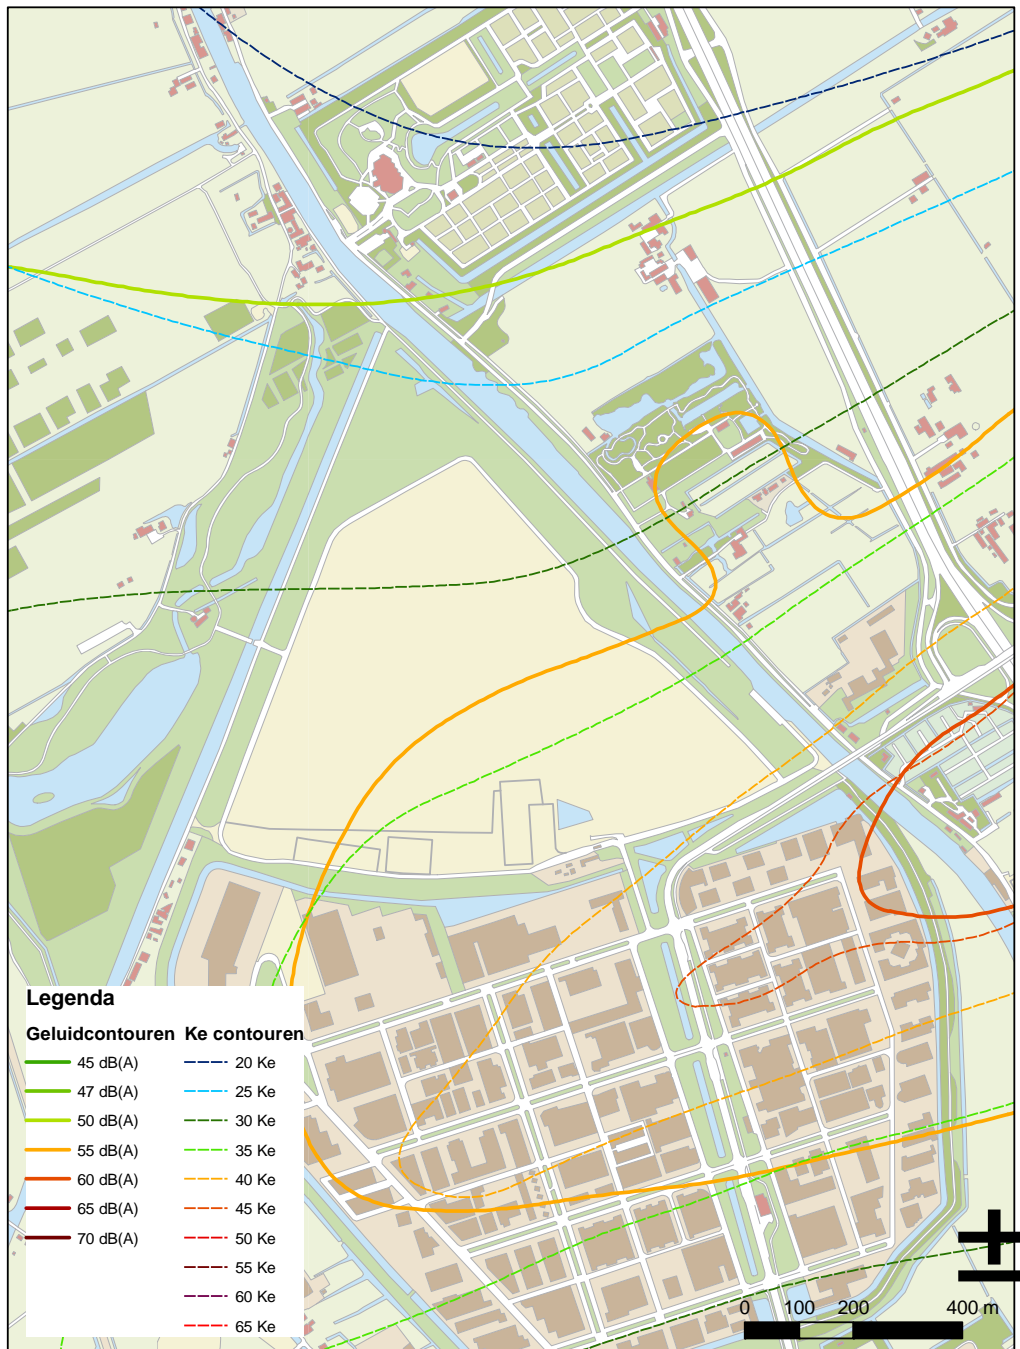 Legenda
Geluidcontouren Ke contouren
45 dB(A) 20 Ke
47 dB(A) 25 Ke
50 dB(A) 30 Ke
55 dB(A) 35 Ke
60 dB(A) 40 Ke
65 dB(A) 45 Ke
70 dB(A) 50 Ke
55 Ke
60 Ke
65 Ke
0 100 200 400 m